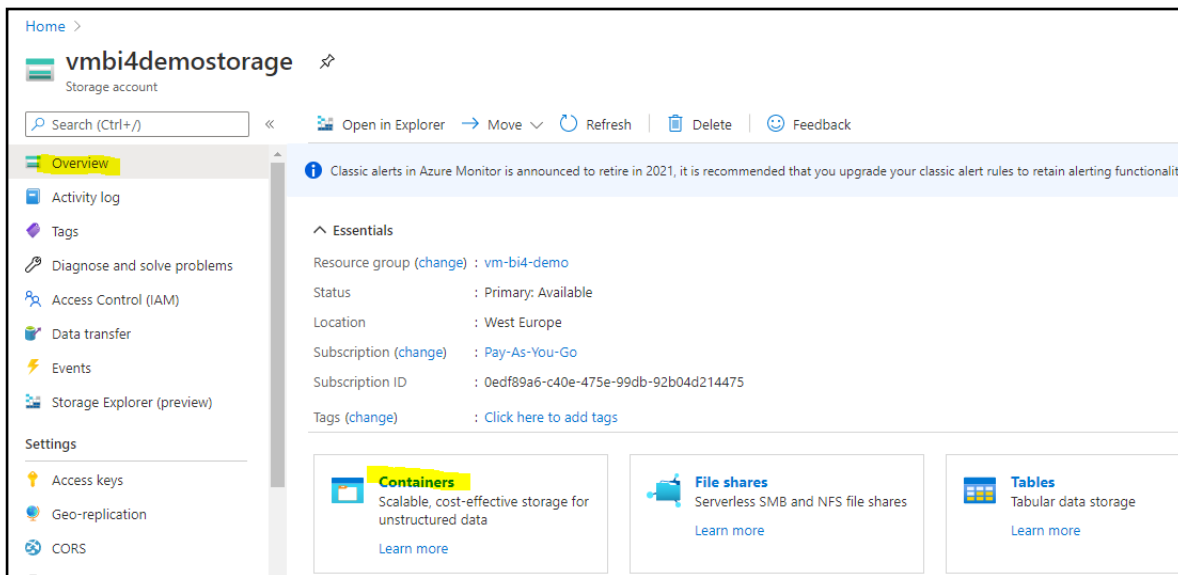 Home >
vmbi4demostorage
Storage account
Search (Ctrl+/)
«
Open in Explorer
Move
Refresh
Delete
Feedback
Overview
Activity log
Tags
Diagnose and solve problems
Access Control (IAM)
Data transfer
Events
Storage Explorer (preview)
Settings
Access keys
Geo-replication
CORS
Classic alerts in Azure Monitor is announced to retire in 2021, it is recommended that you upgrade your classic alert rules to retain alerting functionalit
Essentials
Resource group (change) : vm-bi4-demo
Status : Primary: Available
Location : West Europe
Subscription (change) : Pay-As-You-Go
Subscription ID : 0edf89a6-c40e-475e-99db-92b04d214475
Tags (change) : Click here to add tags
Containers
Scalable, cost-effective storage for
unstructured data
Learn more
File shares
Serverless SMB and NFS file shares
Learn more
Tables
Tabular data storage
Learn more